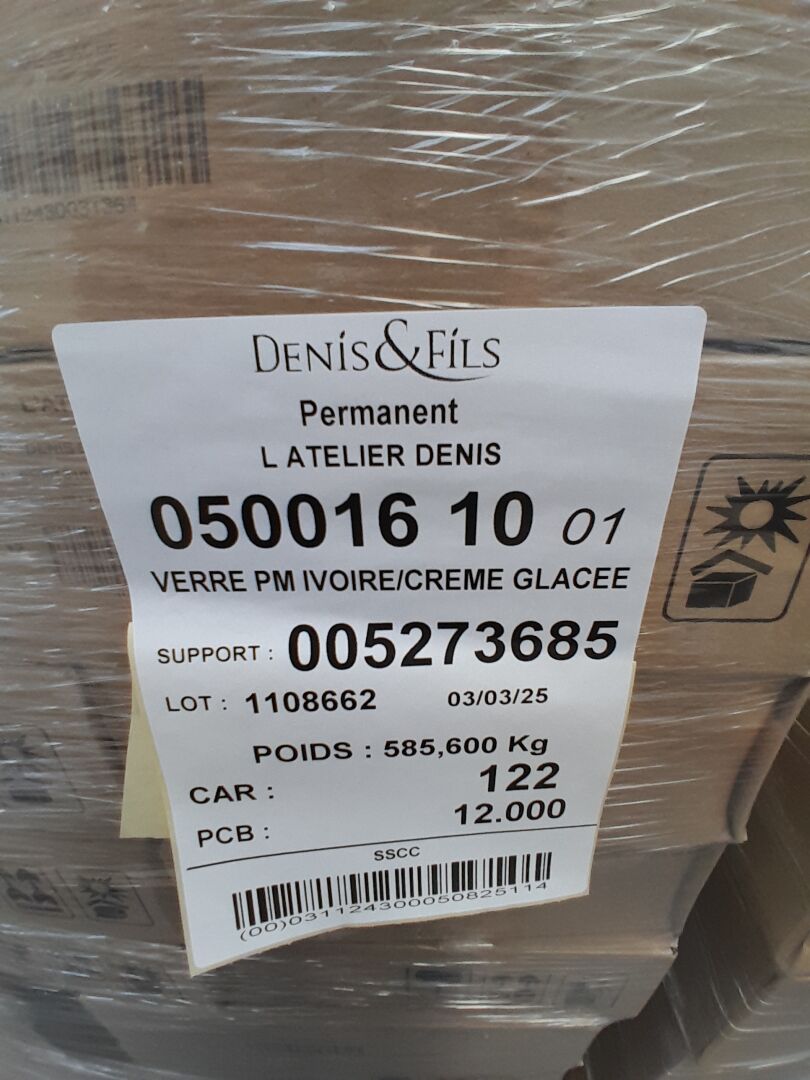 Denis&Fils
Permanent
L ATELIER DENIS
050016 10 01
VERRE PM IVOIRE/CREME GLACEE
SUPPORT : 005273685
LOT : 1108662 03/03/25
POIDS : 585,600 Kg
CAR : 122
PCB : 12.000
SSCC
(00)031124300050825114